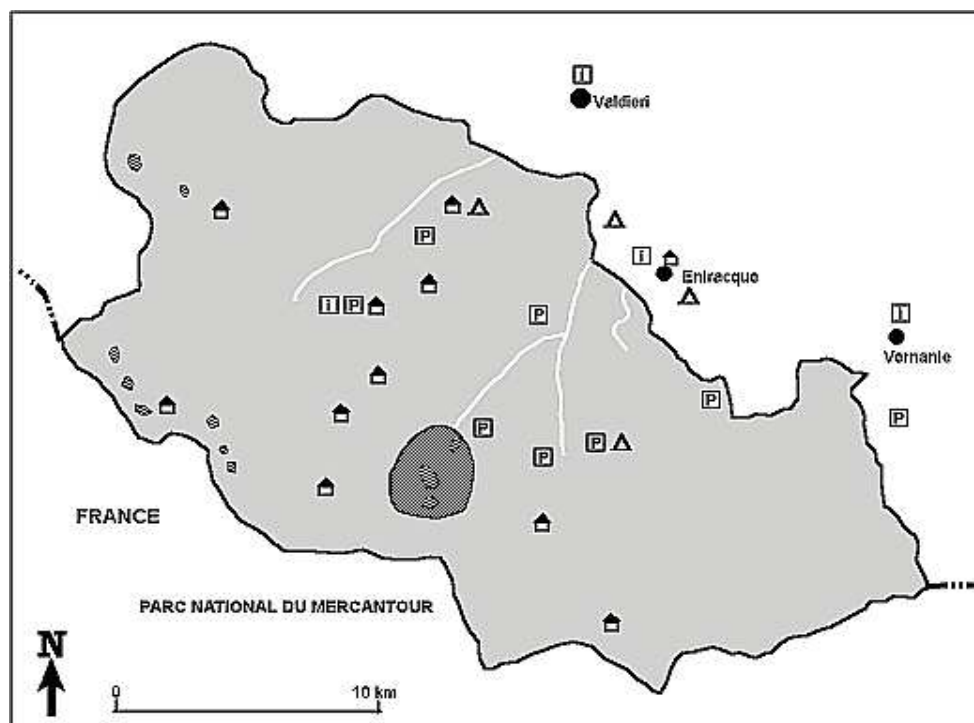 i
Valdieri
P
i
Entracque
i P
P
i
Vernante
P
P
P
P
P
FRANCE
PARC NATIONAL DU MERCANTOUR
N
0 10 km